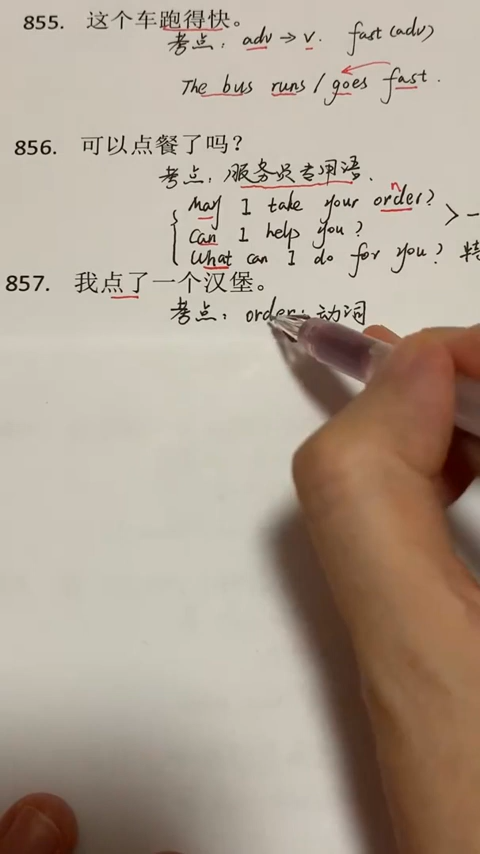 855. 这个车跑得快。
考点: adv → v. fast (adv)
The bus runs / goes fast.
856. 可以点餐了吗?
考点: 服务员专用语.
n
May I take your order? > 一
Can I help you?
What can I do for you? 特
857. 我点了一个汉堡。
考点: order: 动词